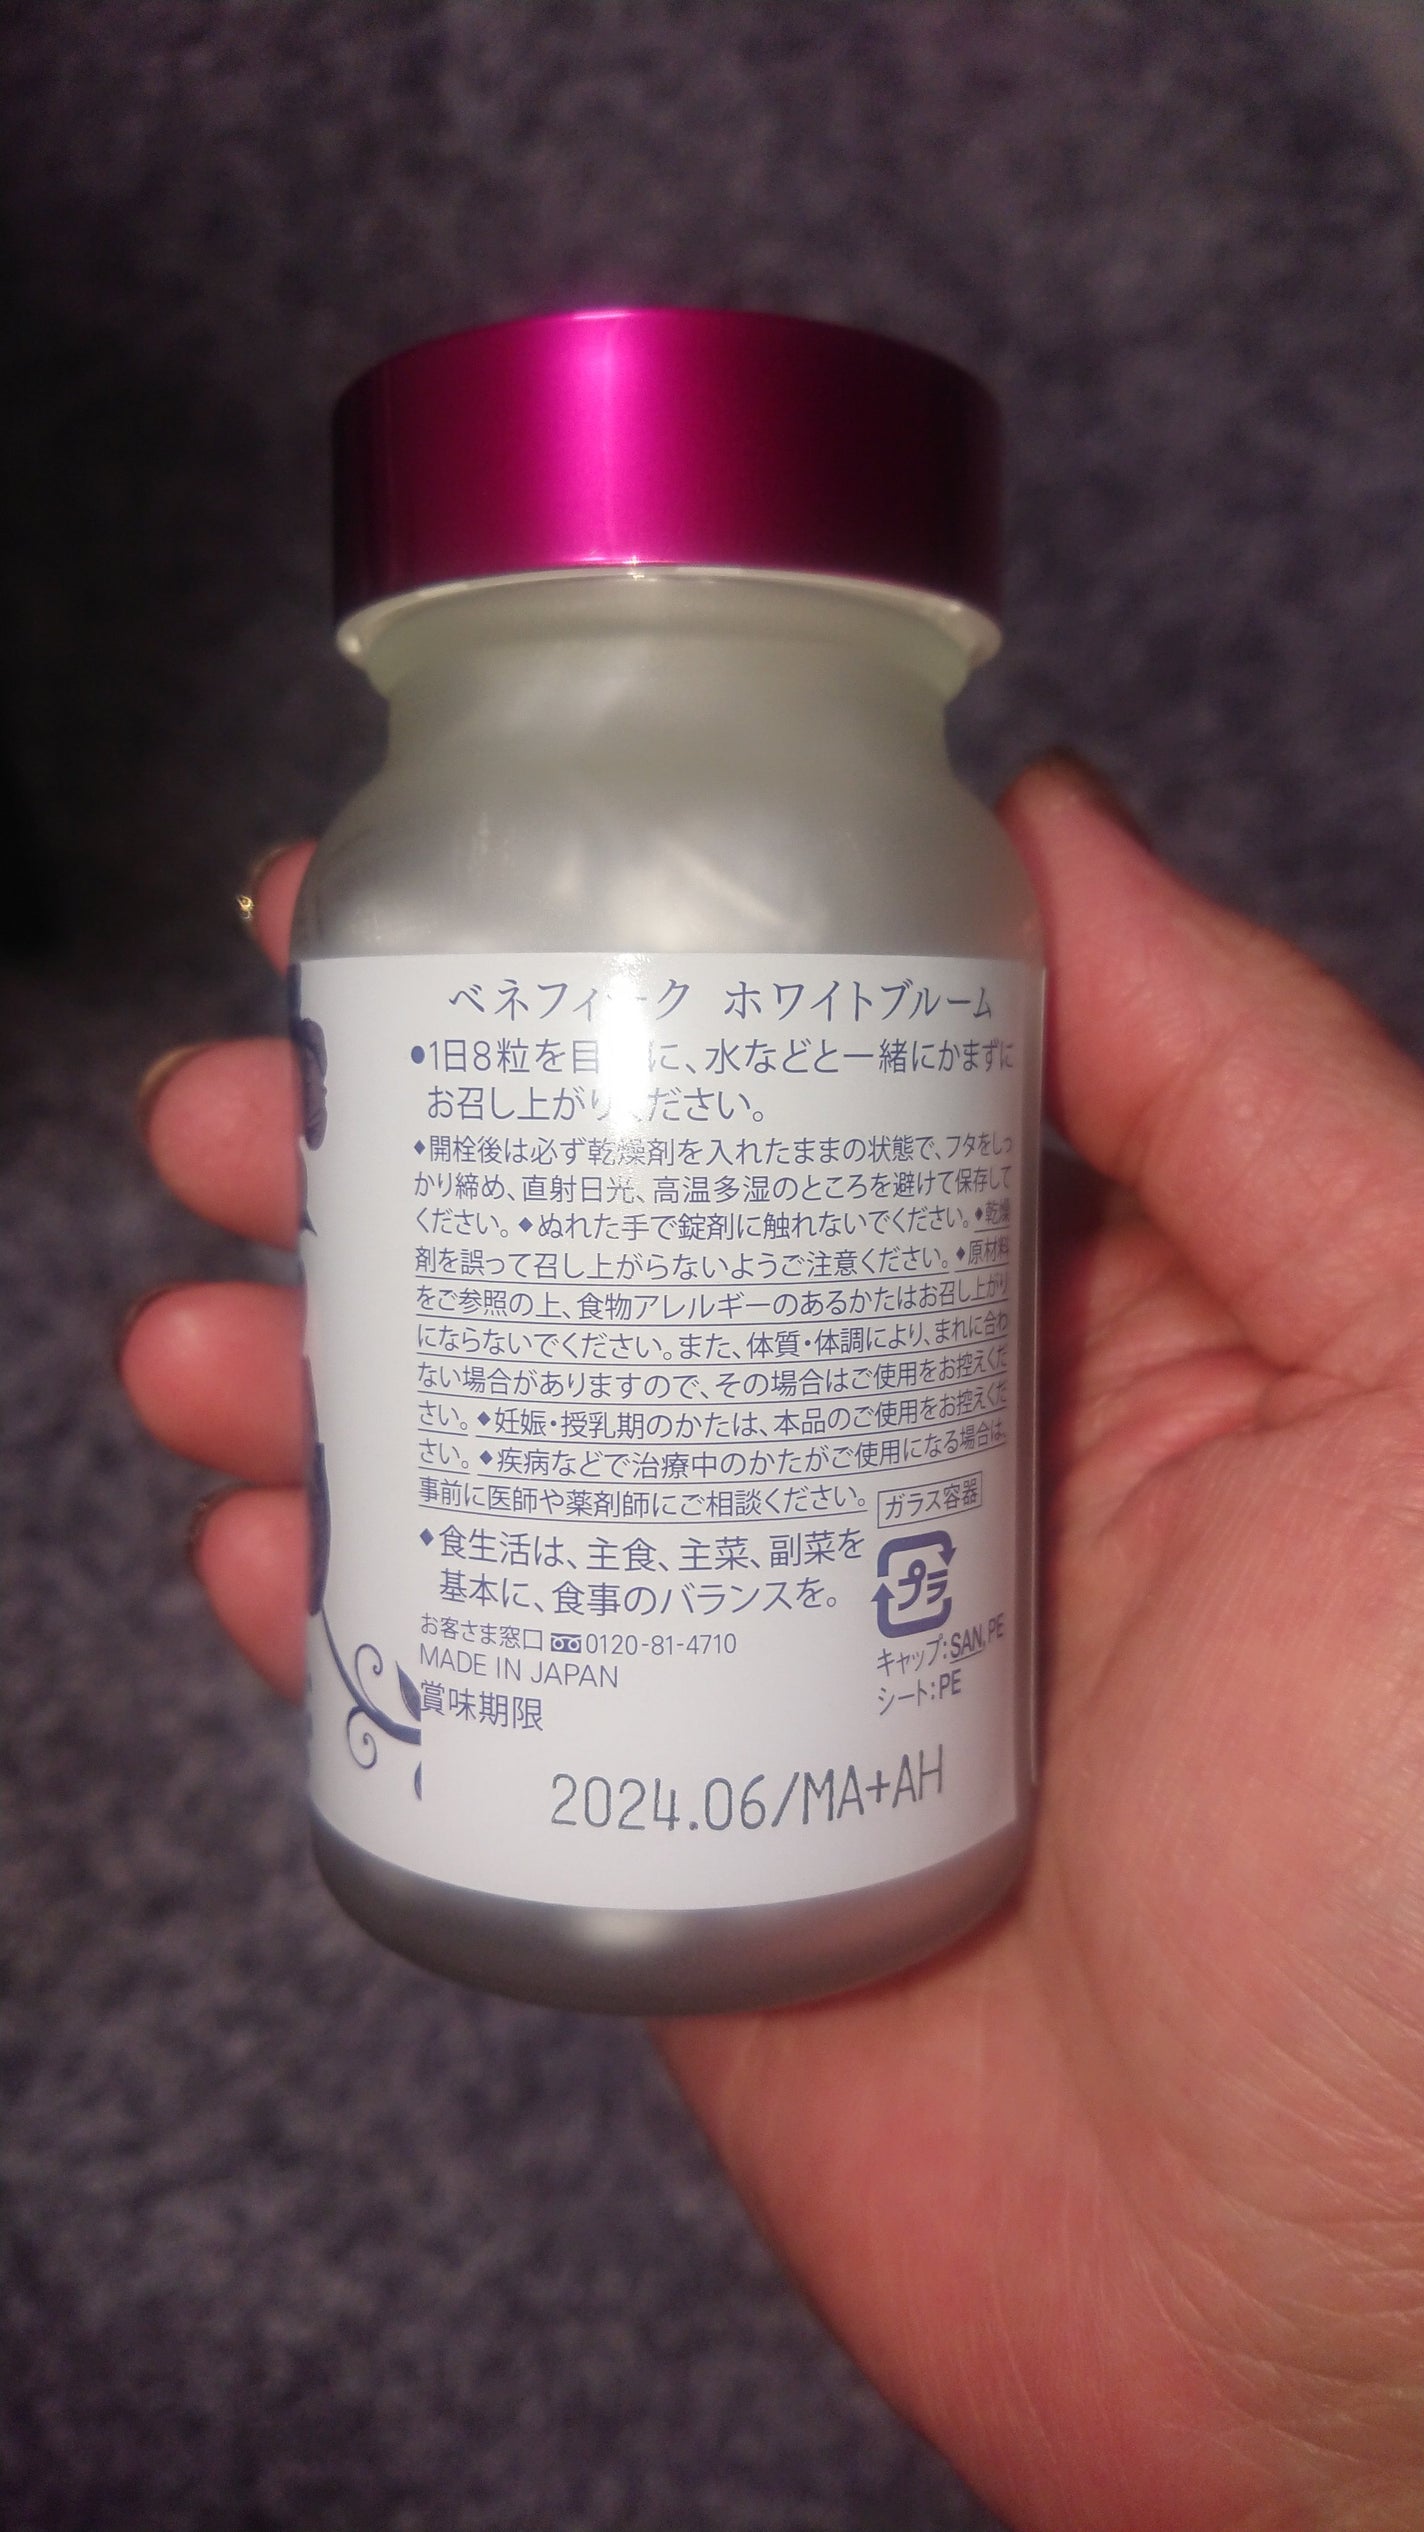 ベネフィーク ホワイトブルーム
●1日8粒を目 に、水などと一緒にかまずに
お召し上がりください。
◆開栓後は必ず乾燥剤を入れたままの状態で、フタをしっ
かり締め、直射日光、高温多湿のところを避けて保存して
ください。◆ぬれた手で錠剤に触れないでください。◆乾燥
剤を誤って召し上がらないようご注意ください。◆原材料
をご参照の上、食物アレルギーのあるかたはお召し上がり
にならないでください。また、体質・体調により、まれに合わ
ない場合がありますので、その場合はご使用をお控えくだ
さい。◆妊娠・授乳期のかたは、本品のご使用をお控えくだ
さい。◆疾病などで治療中のかたがご使用になる場合は、
事前に医師や薬剤師にご相談ください。
ガラス容器
◆食生活は、主食、主菜、副菜を
基本に、食事のバランスを。
プラ
キャップ:SAN, PE
シート:PE
お客さま窓口 0120-81-4710
MADE IN JAPAN
賞味期限
2024.06/MA+AH